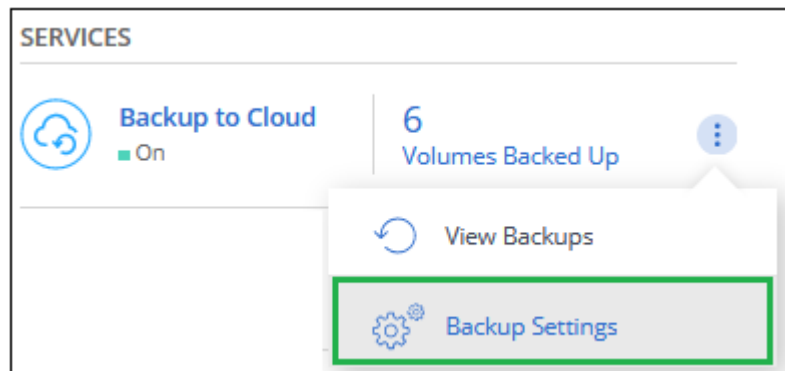 SERVICES
Backup to Cloud
On
6
Volumes Backed Up
View Backups
Backup Settings